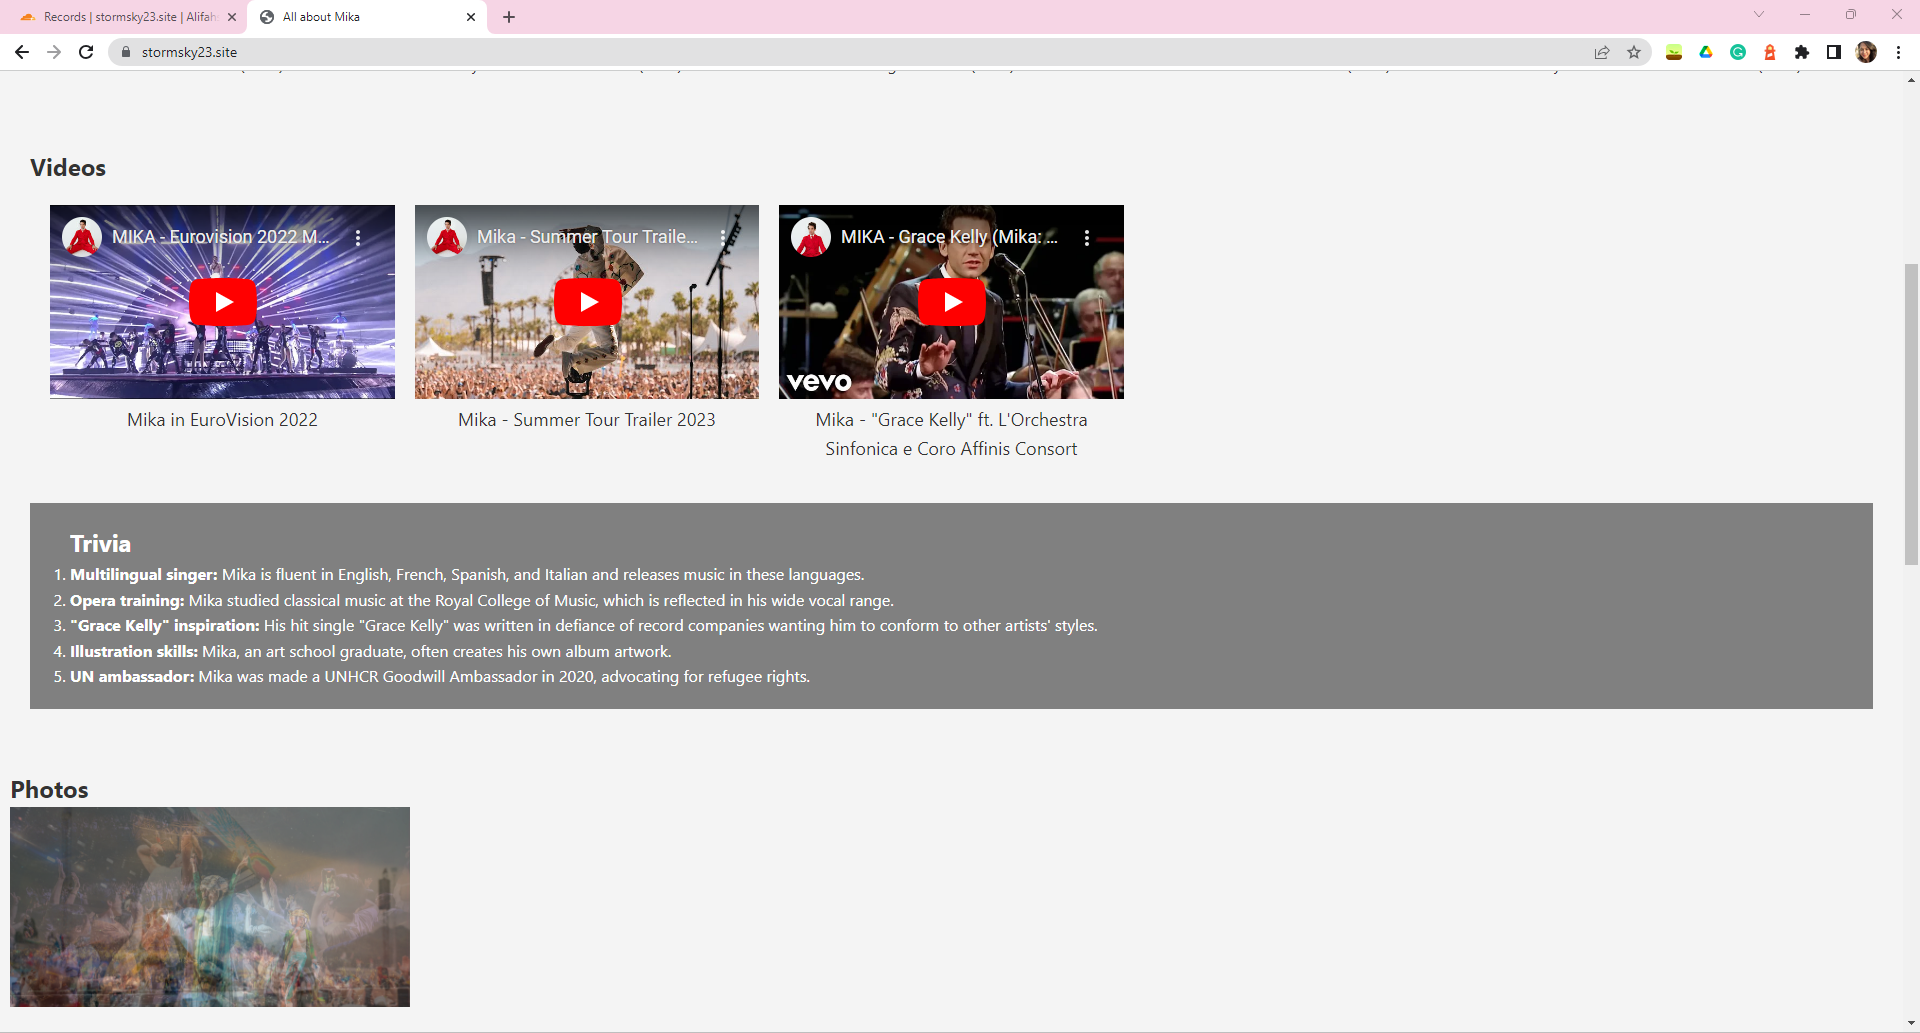 Records | stormsky23.site | Alifah
All about Mika
stormsky23.site
Videos
MIKA - Eurovision 2022 M...
Mika - Summer Tour Traile...
MIKA - Grace Kelly (Mika: ...
vevo
Mika in EuroVision 2022
Mika - Summer Tour Trailer 2023
Mika - "Grace Kelly" ft. L'Orchestra
Sinfonica e Coro Affinis Consort
Trivia
1. Multilingual singer: Mika is fluent in English, French, Spanish, and Italian and releases music in these languages.
2. Opera training: Mika studied classical music at the Royal College of Music, which is reflected in his wide vocal range.
3. "Grace Kelly" inspiration: His hit single "Grace Kelly" was written in defiance of record companies wanting him to conform to other artists' styles.
4. Illustration skills: Mika, an art school graduate, often creates his own album artwork.
5. UN ambassador: Mika was made a UNHCR Goodwill Ambassador in 2020, advocating for refugee rights.
Photos